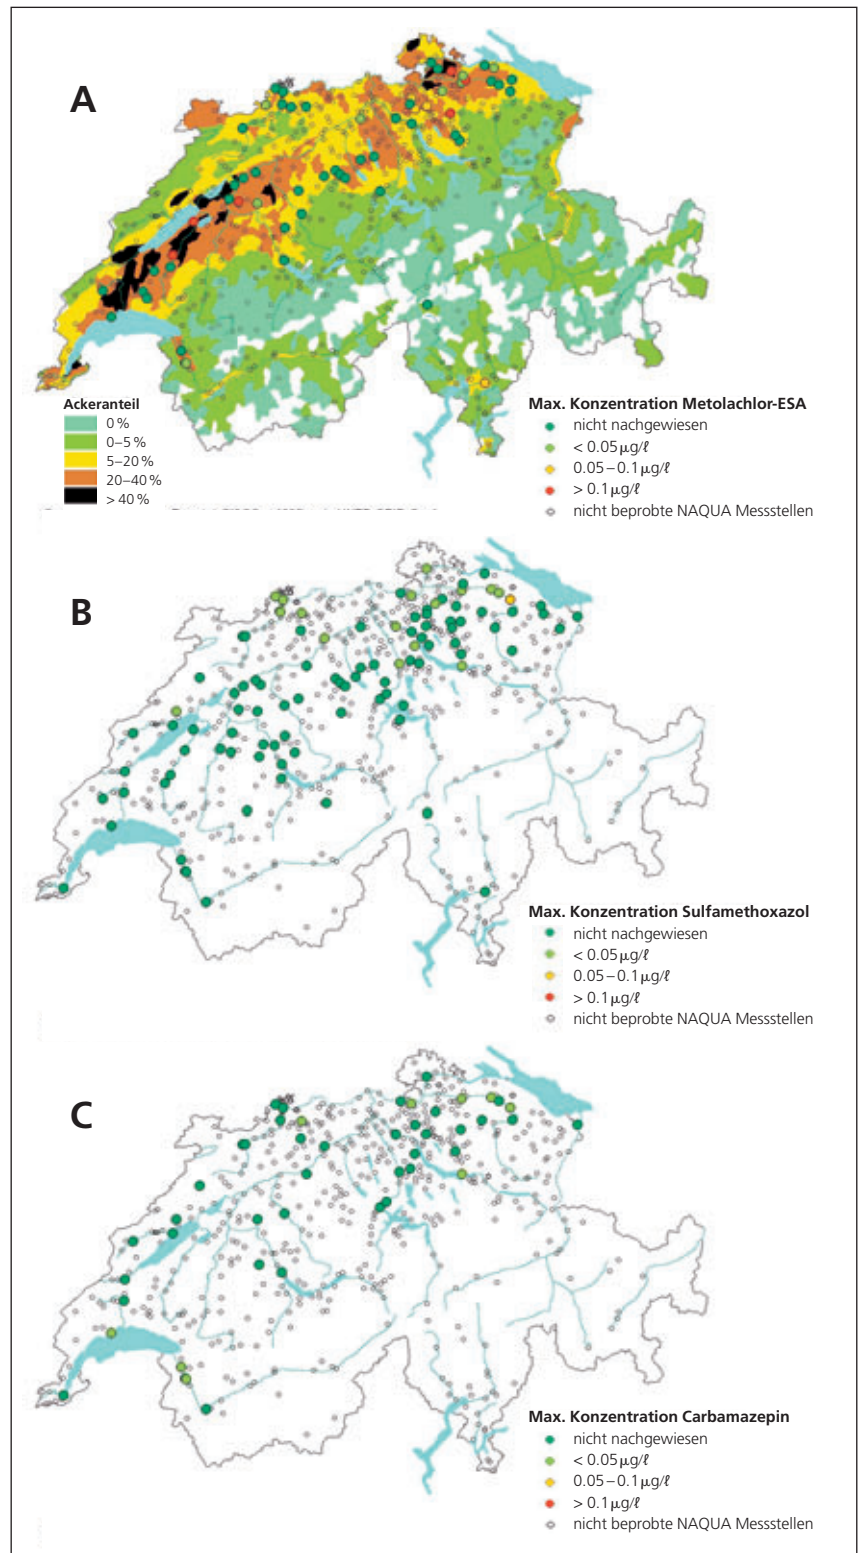 A
Ackeranteil
0 %
0–5 %
5–20 %
20–40 %
> 40 %
Max. Konzentration Metolachlor-ESA
nicht nachgewiesen
< 0.05 µg/ℓ
0.05 – 0.1 µg/ℓ
> 0.1 µg/ℓ
nicht beprobte NAQUA Messstellen
B
Max. Konzentration Sulfamethoxazol
nicht nachgewiesen
< 0.05 µg/ℓ
0.05 – 0.1 µg/ℓ
> 0.1 µg/ℓ
nicht beprobte NAQUA Messstellen
C
Max. Konzentration Carbamazepin
nicht nachgewiesen
< 0.05 µg/ℓ
0.05 – 0.1 µg/ℓ
> 0.1 µg/ℓ
nicht beprobte NAQUA Messstellen